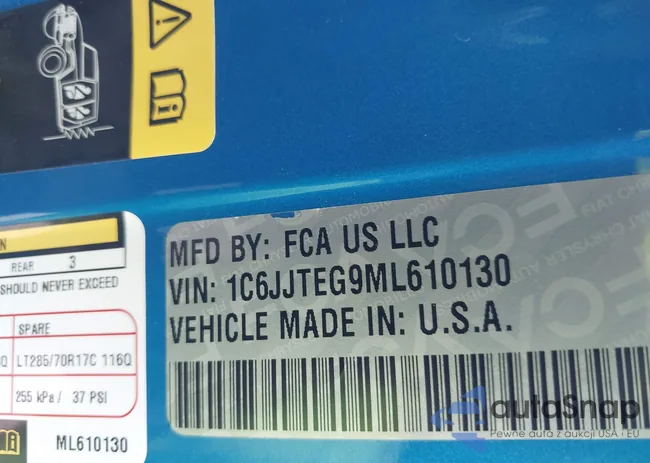 N
REAR 3
SHOULD NEVER EXCEED
SPARE
Q LT285/70R17C 116Q
255 kPa / 37 PSI
ML610130
MFD BY: FCA US LLC
VIN: 1C6JJTEG9ML610130
VEHICLE MADE IN: U.S.A.
autoSnap
Pewne auta z aukcji USA i EU